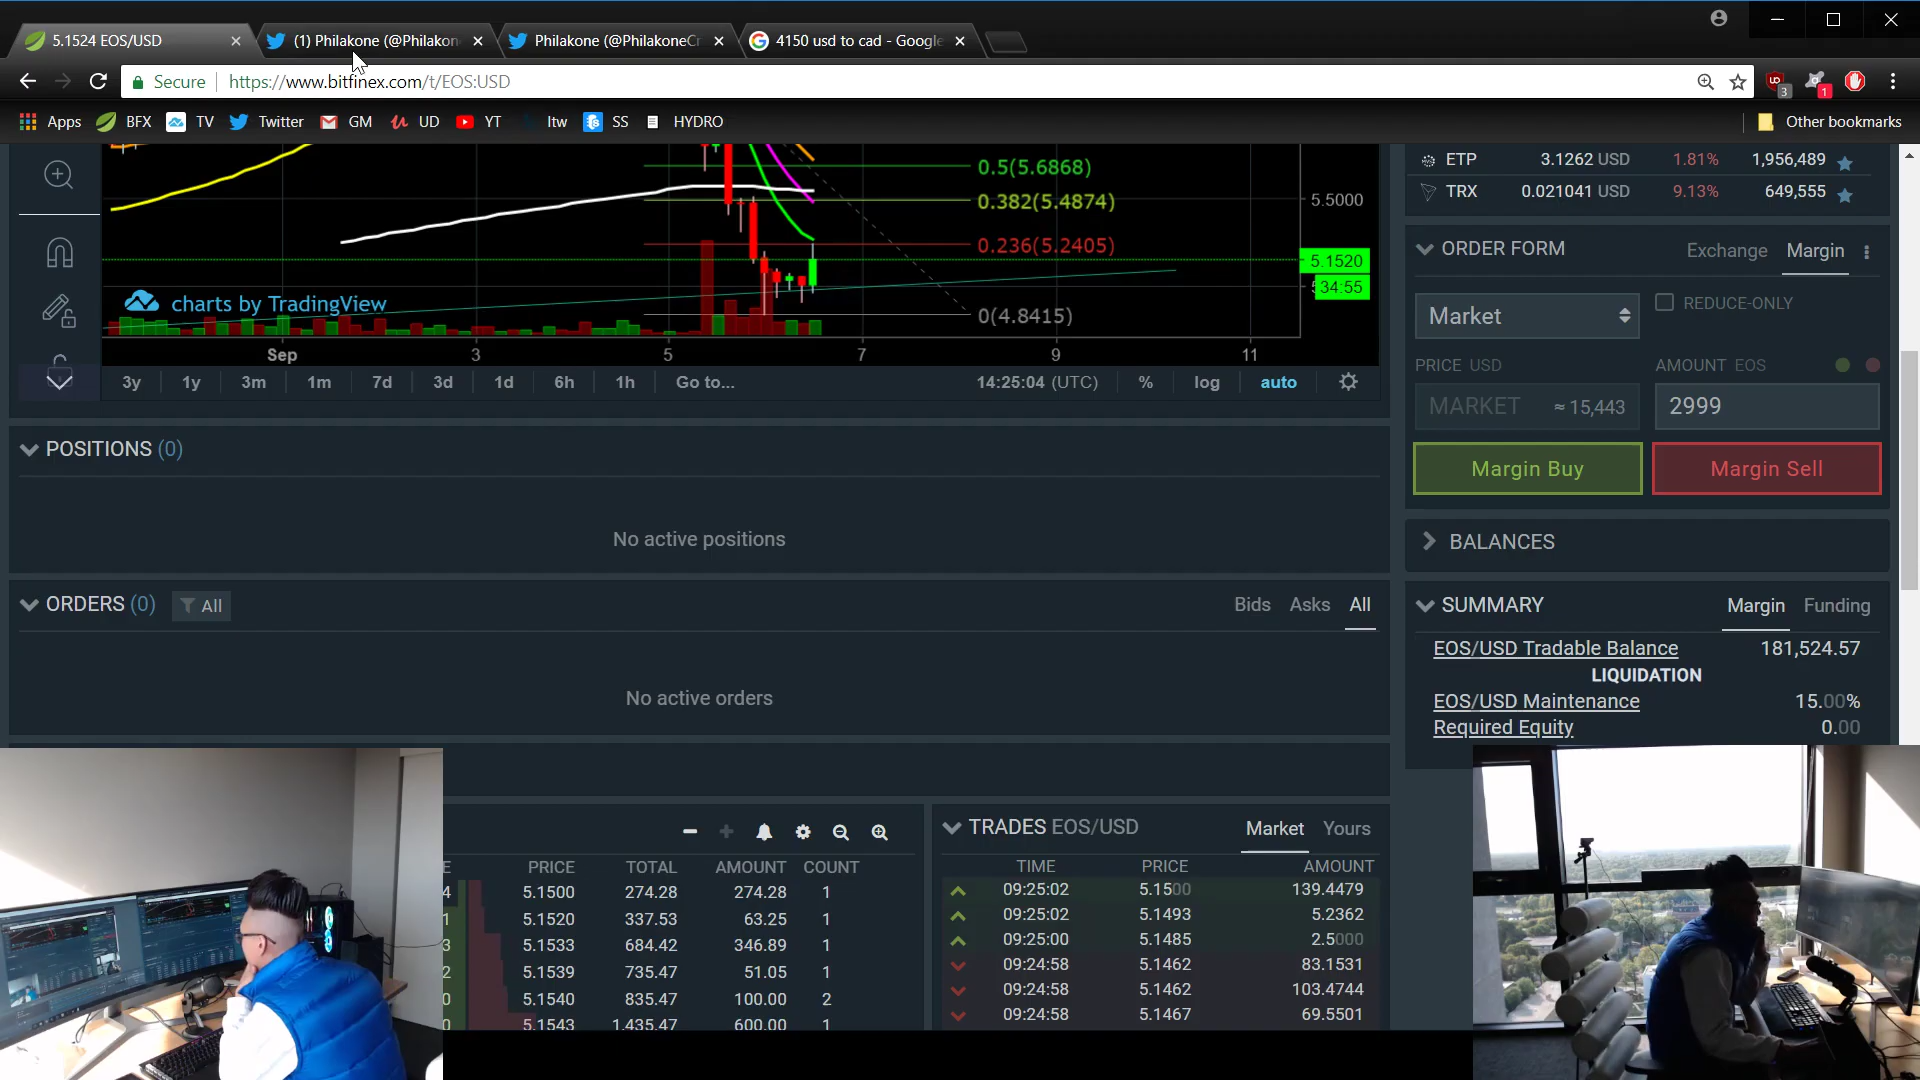 5.1524 EOS/USD
(1) Philakone (@Philakon
Philakone (@PhilakoneCr
4150 usd to cad - Google
Secure https://www.bitfinex.com/t/EOS:USD
3
1
Apps BFX TV Twitter GM UD YT Itw SS HYDRO Other bookmarks
0.5(5.6868)
0.382(5.4874)
0.236(5.2405)
0(4.8415)
5.5000
5.1520
34:55
charts by TradingView
Sep 3 5 7 9 11
3y 1y 3m 1m 7d 3d 1d 6h 1h Go to... 14:25:04 (UTC) % log auto
ETP 3.1262 USD 1.81% 1,956,489
TRX 0.021041 USD 9.13% 649,555
ORDER FORM Exchange Margin
Market REDUCE-ONLY
PRICE USD AMOUNT EOS
MARKET ≈ 15,443 2999
Margin Buy Margin Sell
BALANCES
SUMMARY Margin Funding
EOS/USD Tradable Balance 181,524.57
LIQUIDATION
EOS/USD Maintenance 15.00%
Required Equity 0.00
POSITIONS (0)
No active positions
ORDERS (0) All Bids Asks All
No active orders
PRICE TOTAL AMOUNT COUNT
5.1500 274.28 274.28 1
5.1520 337.53 63.25 1
5.1533 684.42 346.89 1
5.1539 735.47 51.05 1
5.1540 835.47 100.00 2
5.1543 1,435.47 600.00 1
TRADES EOS/USD Market Yours
TIME PRICE AMOUNT
09:25:02 5.1500 139.4479
09:25:02 5.1493 5.2362
09:25:00 5.1485 2.5000
09:24:58 5.1462 83.1531
09:24:58 5.1462 103.4744
09:24:58 5.1467 69.5501